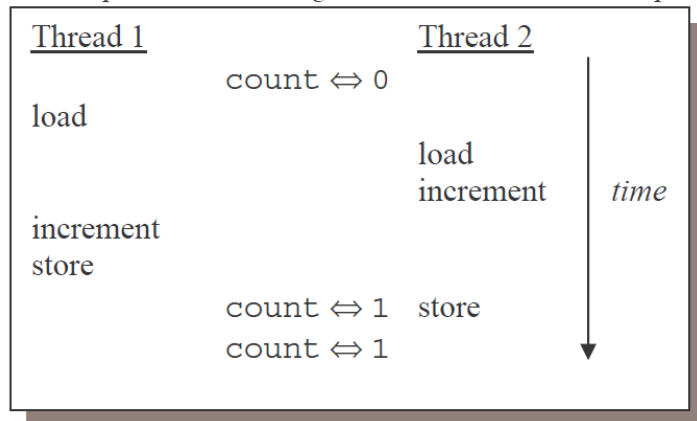 Thread 1 Thread 2
count ⇔ 0
load
load
increment time
increment
store
count ⇔ 1 store
count ⇔ 1